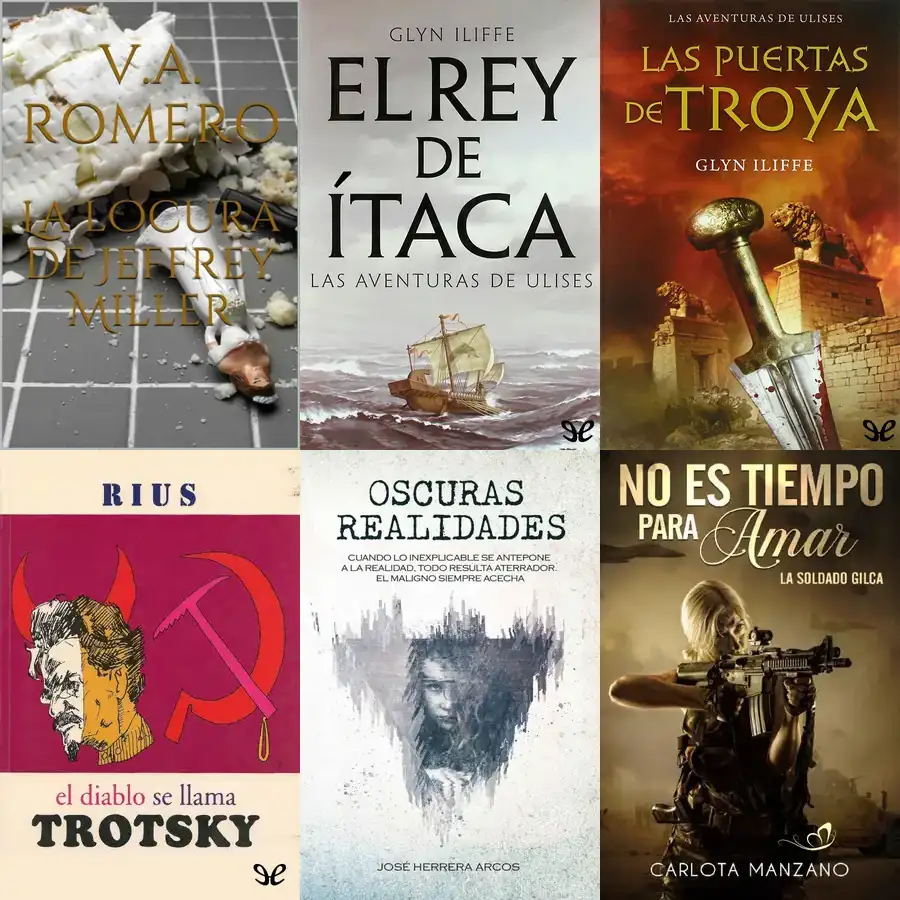 V.A.
ROMERO
LA LOCURA
DE JEFFREY
MILLER
GLYN ILIFFE
EL REY
DE
ÍTACA
LAS AVENTURAS DE ULISES
LAS AVENTURAS DE ULISES
LAS PUERTAS
DE TROYA
GLYN ILIFFE
RIUS
el diablo se llama
TROTSKY
OSCURAS
REALIDADES
CUANDO LO INEXPLICABLE SE ANTEPONE
A LA REALIDAD, TODO RESULTA ATERRADOR.
EL MALIGNO SIEMPRE ACECHA
JOSÉ HERRERA ARCOS
NO ES TIEMPO
PARA Amar
LA SOLDADO GILCA
CARLOTA MANZANO